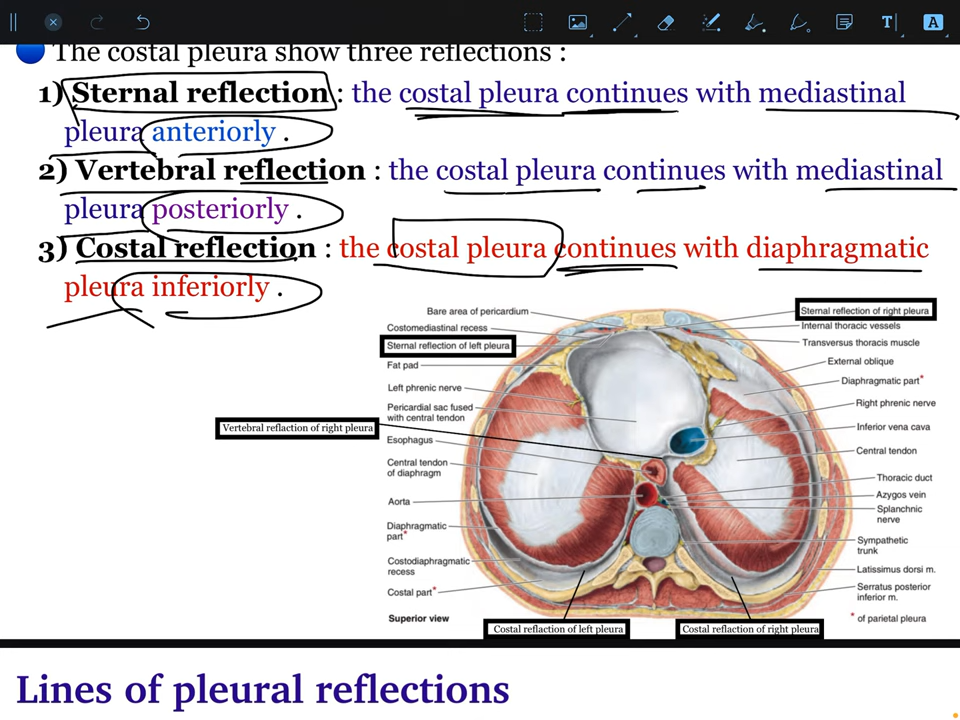 The costal pleura show three reflections :
1) Sternal reflection : the costal pleura continues with mediastinal
pleura anteriorly .
2) Vertebral reflection : the costal pleura continues with mediastinal
pleura posteriorly .
3) Costal reflection : the costal pleura continues with diaphragmatic
pleura inferiorly .
Bare area of pericardium
Costomediastinal recess
Sternal reflection of left pleura
Fat pad
Left phrenic nerve
Pericardial sac fused
with central tendon
Vertebral reflaction of right pleura
Esophagus
Central tendon
of diaphragm
Aorta
Diaphragmatic
part*
Costodiaphragmatic
recess
Costal part*
Superior view
Sternal reflection of right pleura
Internal thoracic vessels
Transversus thoracis muscle
External oblique
Diaphragmatic part*
Right phrenic nerve
Inferior vena cava
Central tendon
Thoracic duct
Azygos vein
Splanchnic
nerve
Sympathetic
trunk
Latissimus dorsi m.
Serratus posterior
inferior m.
* of parietal pleura
Costal reflaction of left pleura
Costal reflaction of right pleura
Lines of pleural reflections
T
A